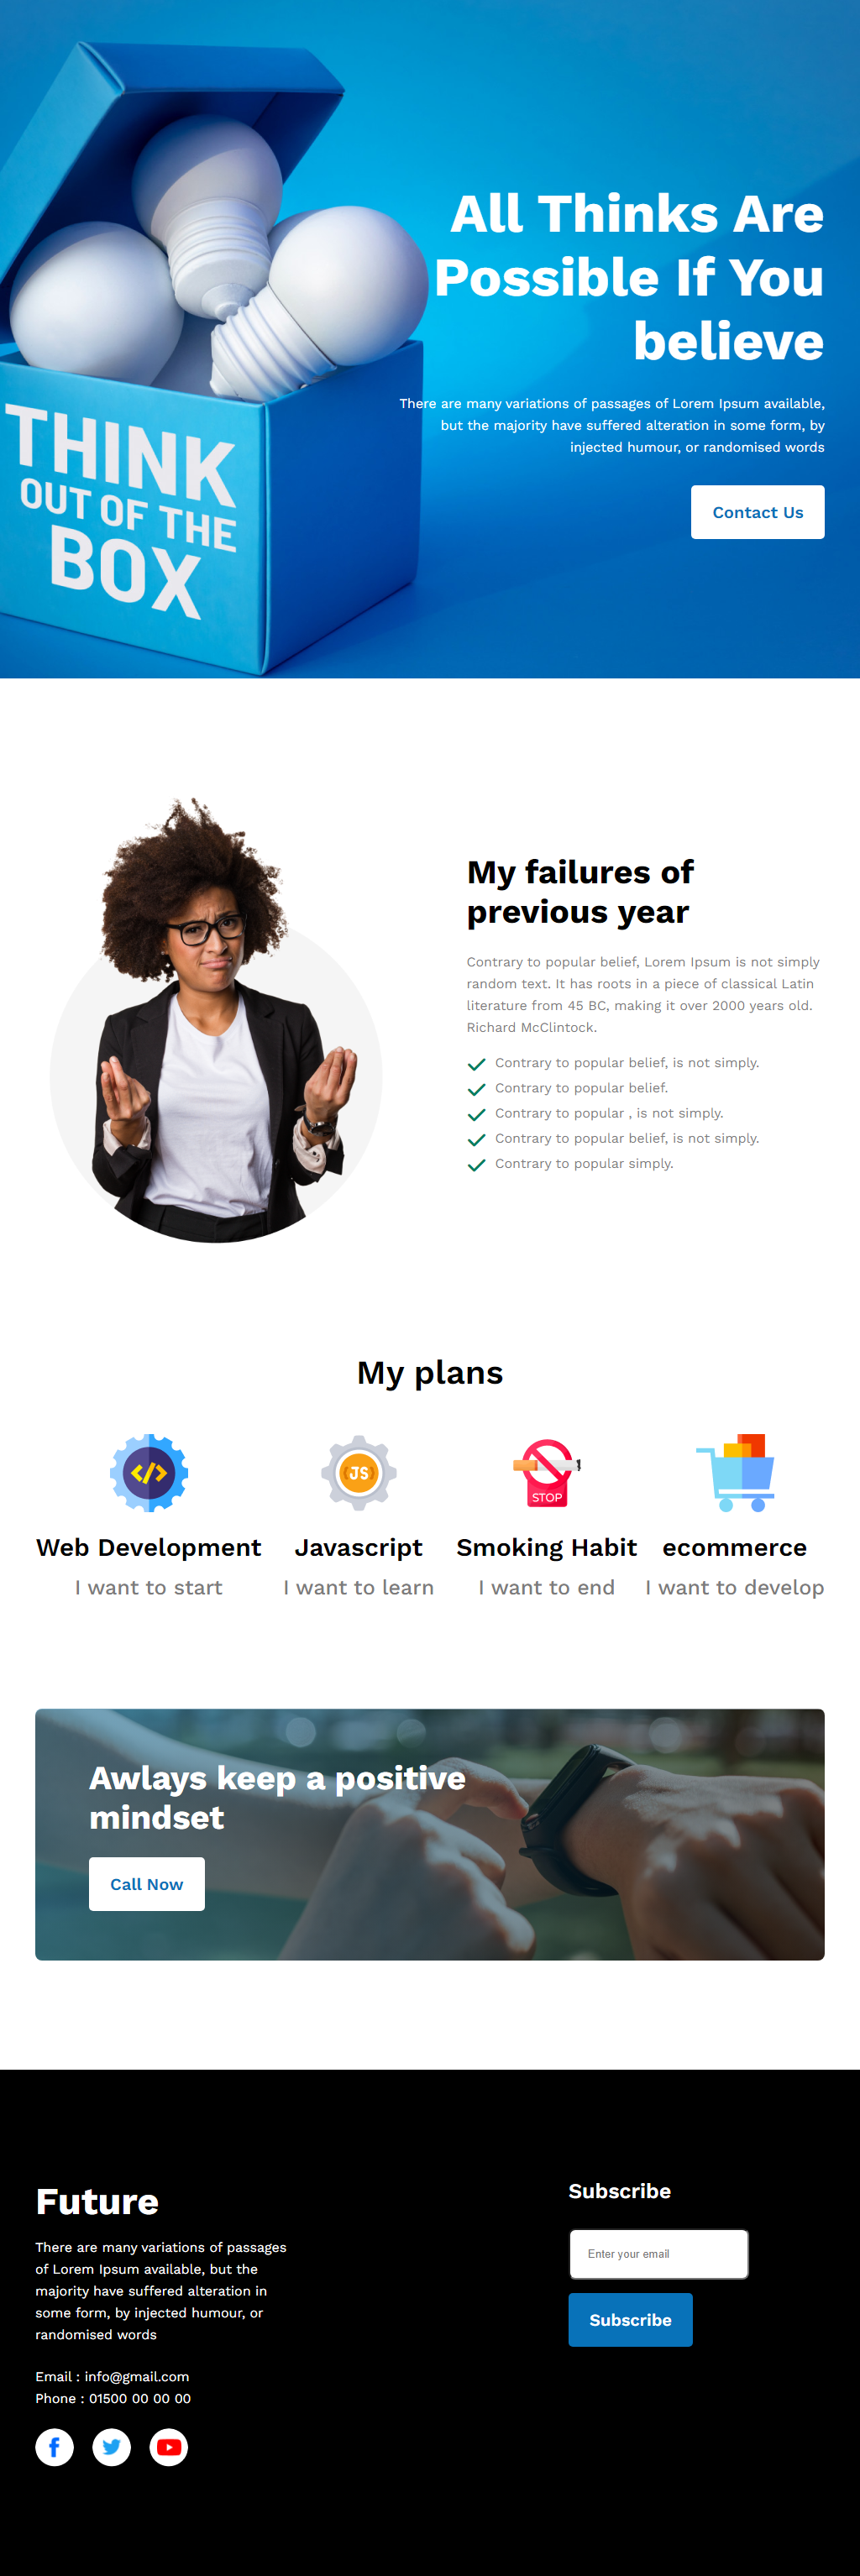 All Thinks Are
Possible If You
believe
There are many variations of passages of Lorem Ipsum available,
but the majority have suffered alteration in some form, by
injected humour, or randomised words
Contact Us
THINK
OUT OF THE
BOX
My failures of
previous year
Contrary to popular belief, Lorem Ipsum is not simply
random text. It has roots in a piece of classical Latin
literature from 45 BC, making it over 2000 years old.
Richard McClintock.
Contrary to popular belief, is not simply.
Contrary to popular belief.
Contrary to popular , is not simply.
Contrary to popular belief, is not simply.
Contrary to popular simply.
My plans
</>
JS
STOP
Web Development
Javascript
Smoking Habit
ecommerce
I want to start
I want to learn
I want to end
I want to develop
Awlays keep a positive
mindset
Call Now
Future
There are many variations of passages
of Lorem Ipsum available, but the
majority have suffered alteration in
some form, by injected humour, or
randomised words
Email : info@gmail.com
Phone : 01500 00 00 00
Subscribe
Enter your email
Subscribe